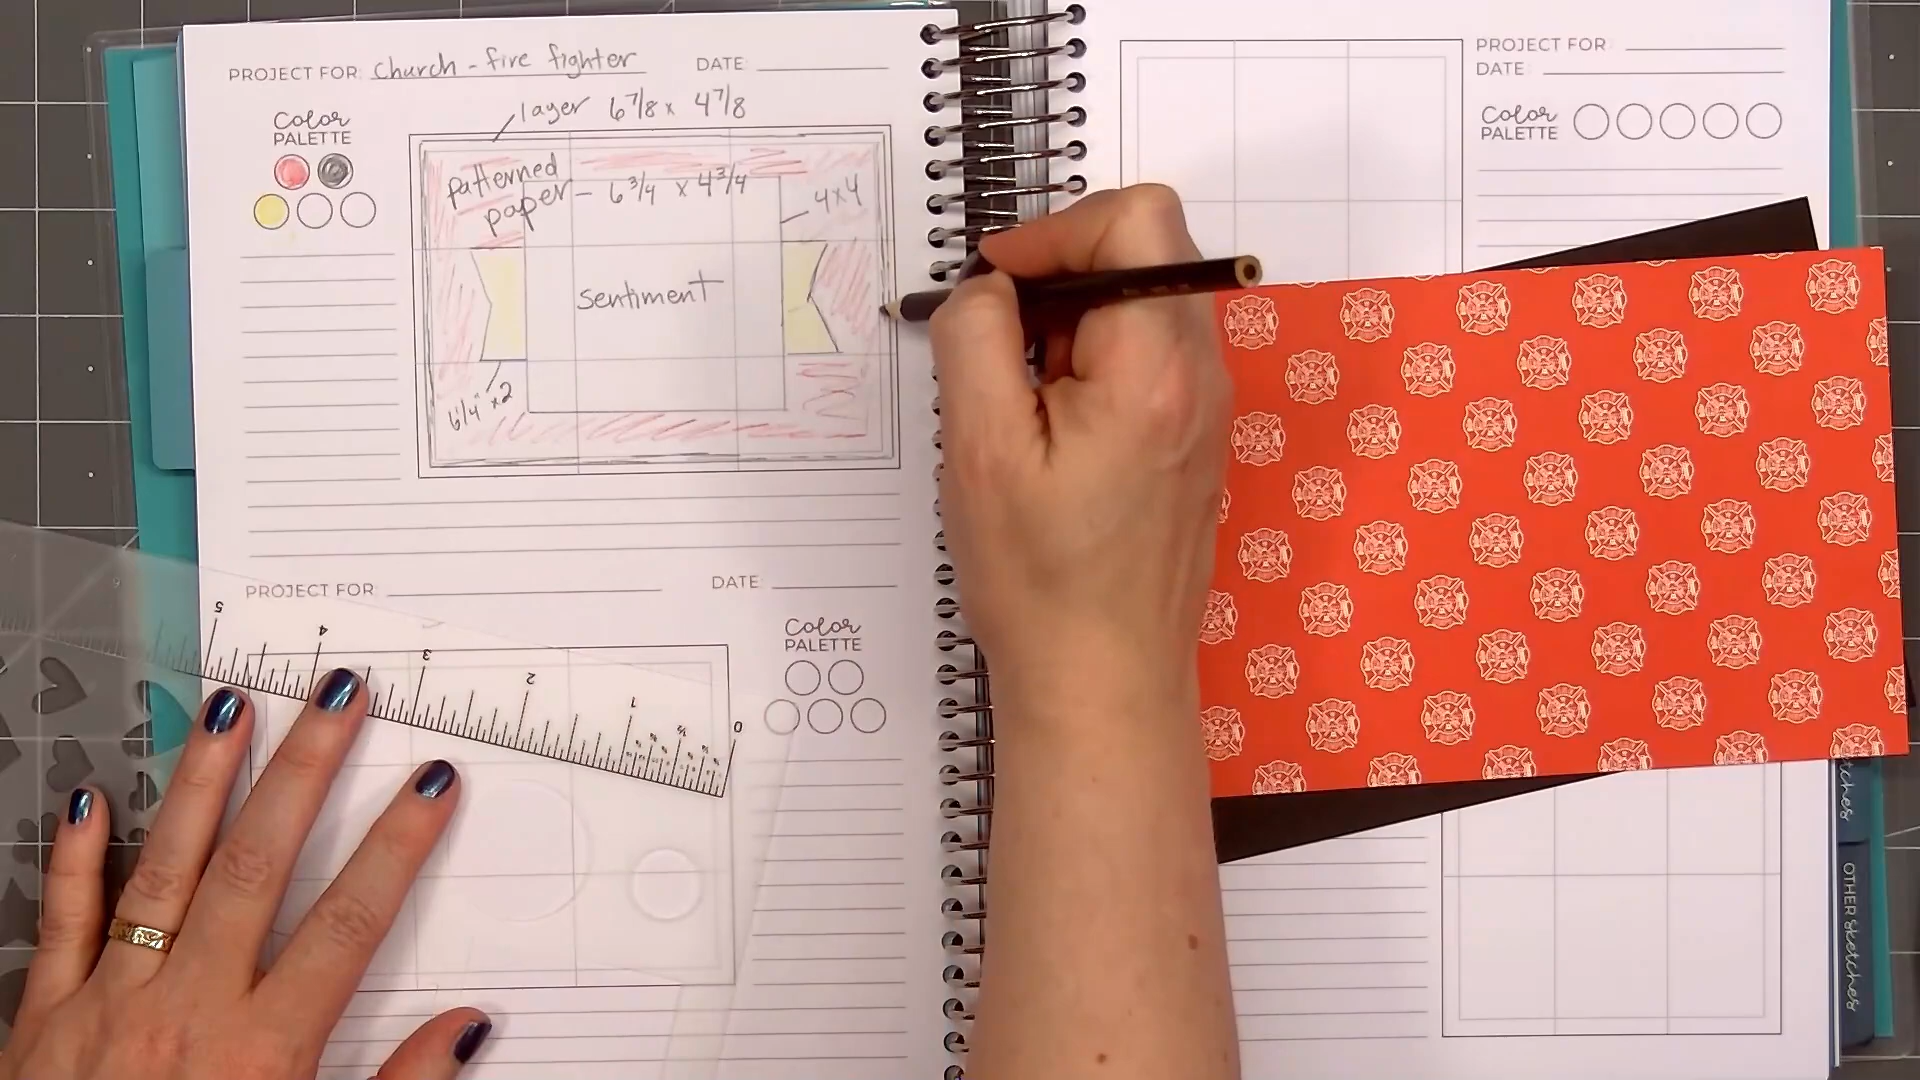 PROJECT FOR: church - fire fighter DATE:
Color
PALETTE
layer 6 7/8 x 4 7/8
patterned
paper - 6 3/4 x 4 3/4
4x4
sentiment
6 1/4" x 2
PROJECT FOR: DATE:
Color
PALETTE
5 4 3 2 1 0
PROJECT FOR:
DATE:
Color
PALETTE
OTHER Sketches